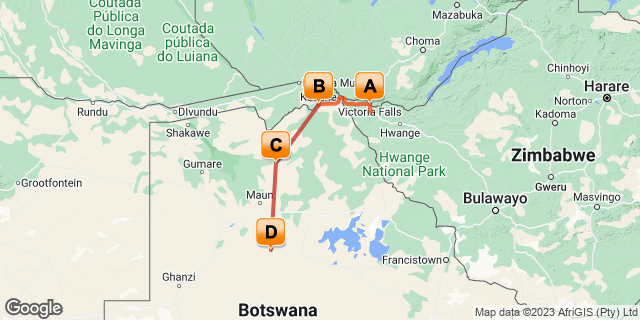 Coutada
Pública
do Longa
Mavinga
Coutada
pública
do Luiana
Mazabuka
Choma
Chinhoyi
Harare
Norton
Kadoma
B
A
Victoria Falls
Rundu
Divundu
Shakawe
Hwange
Hwange
National Park
Zimbabwe
Gweru
Masvingo
Bulawayo
C
Gumare
Grootfontein
Maun
D
Ghanzi
Francistown
Botswana
Google
Map data ©2023 AfriGIS (Pty) Ltd